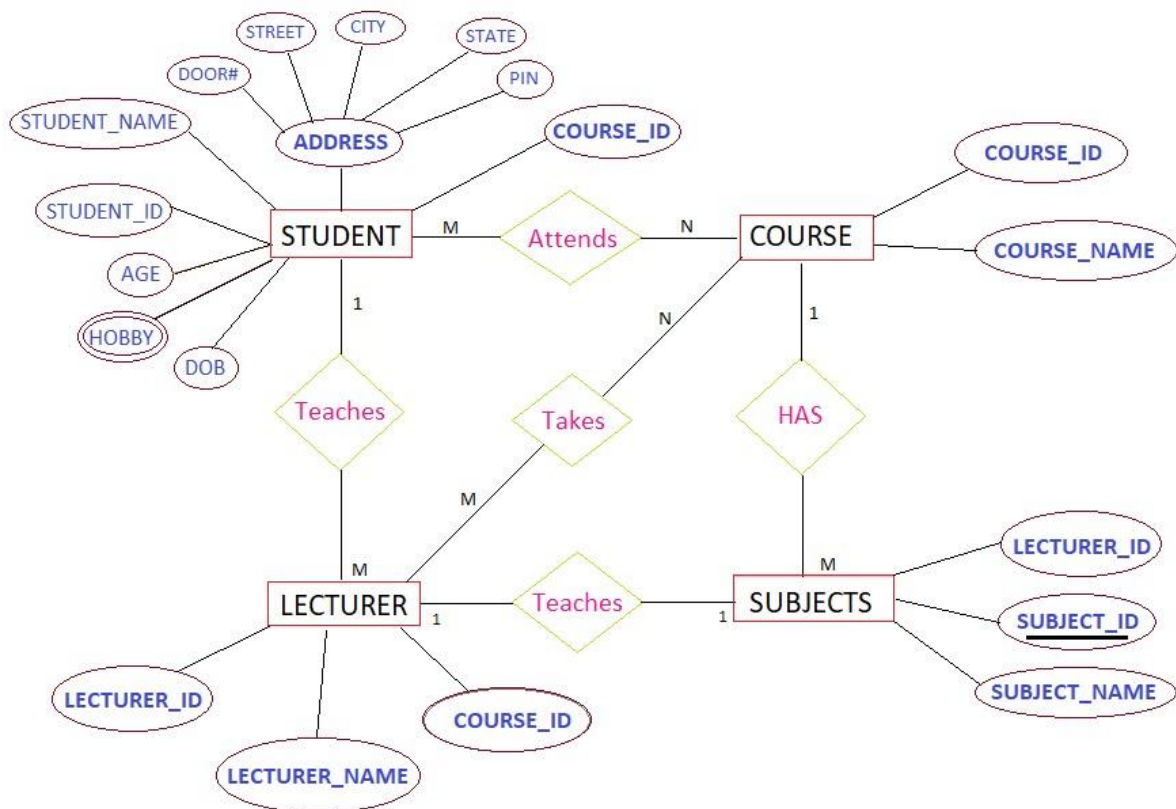 CITY
STREET
STATE
DOOR#
PIN
STUDENT_NAME
ADDRESS
COURSE_ID
COURSE_ID
STUDENT_ID
STUDENT
M
Attends
N
COURSE
COURSE_NAME
AGE
1
N
1
HOBBY
DOB
Teaches
Takes
HAS
M
LECTURER_ID
M
M
LECTURER
1
Teaches
1
SUBJECTS
SUBJECT_ID
SUBJECT_NAME
LECTURER_ID
COURSE_ID
LECTURER_NAME